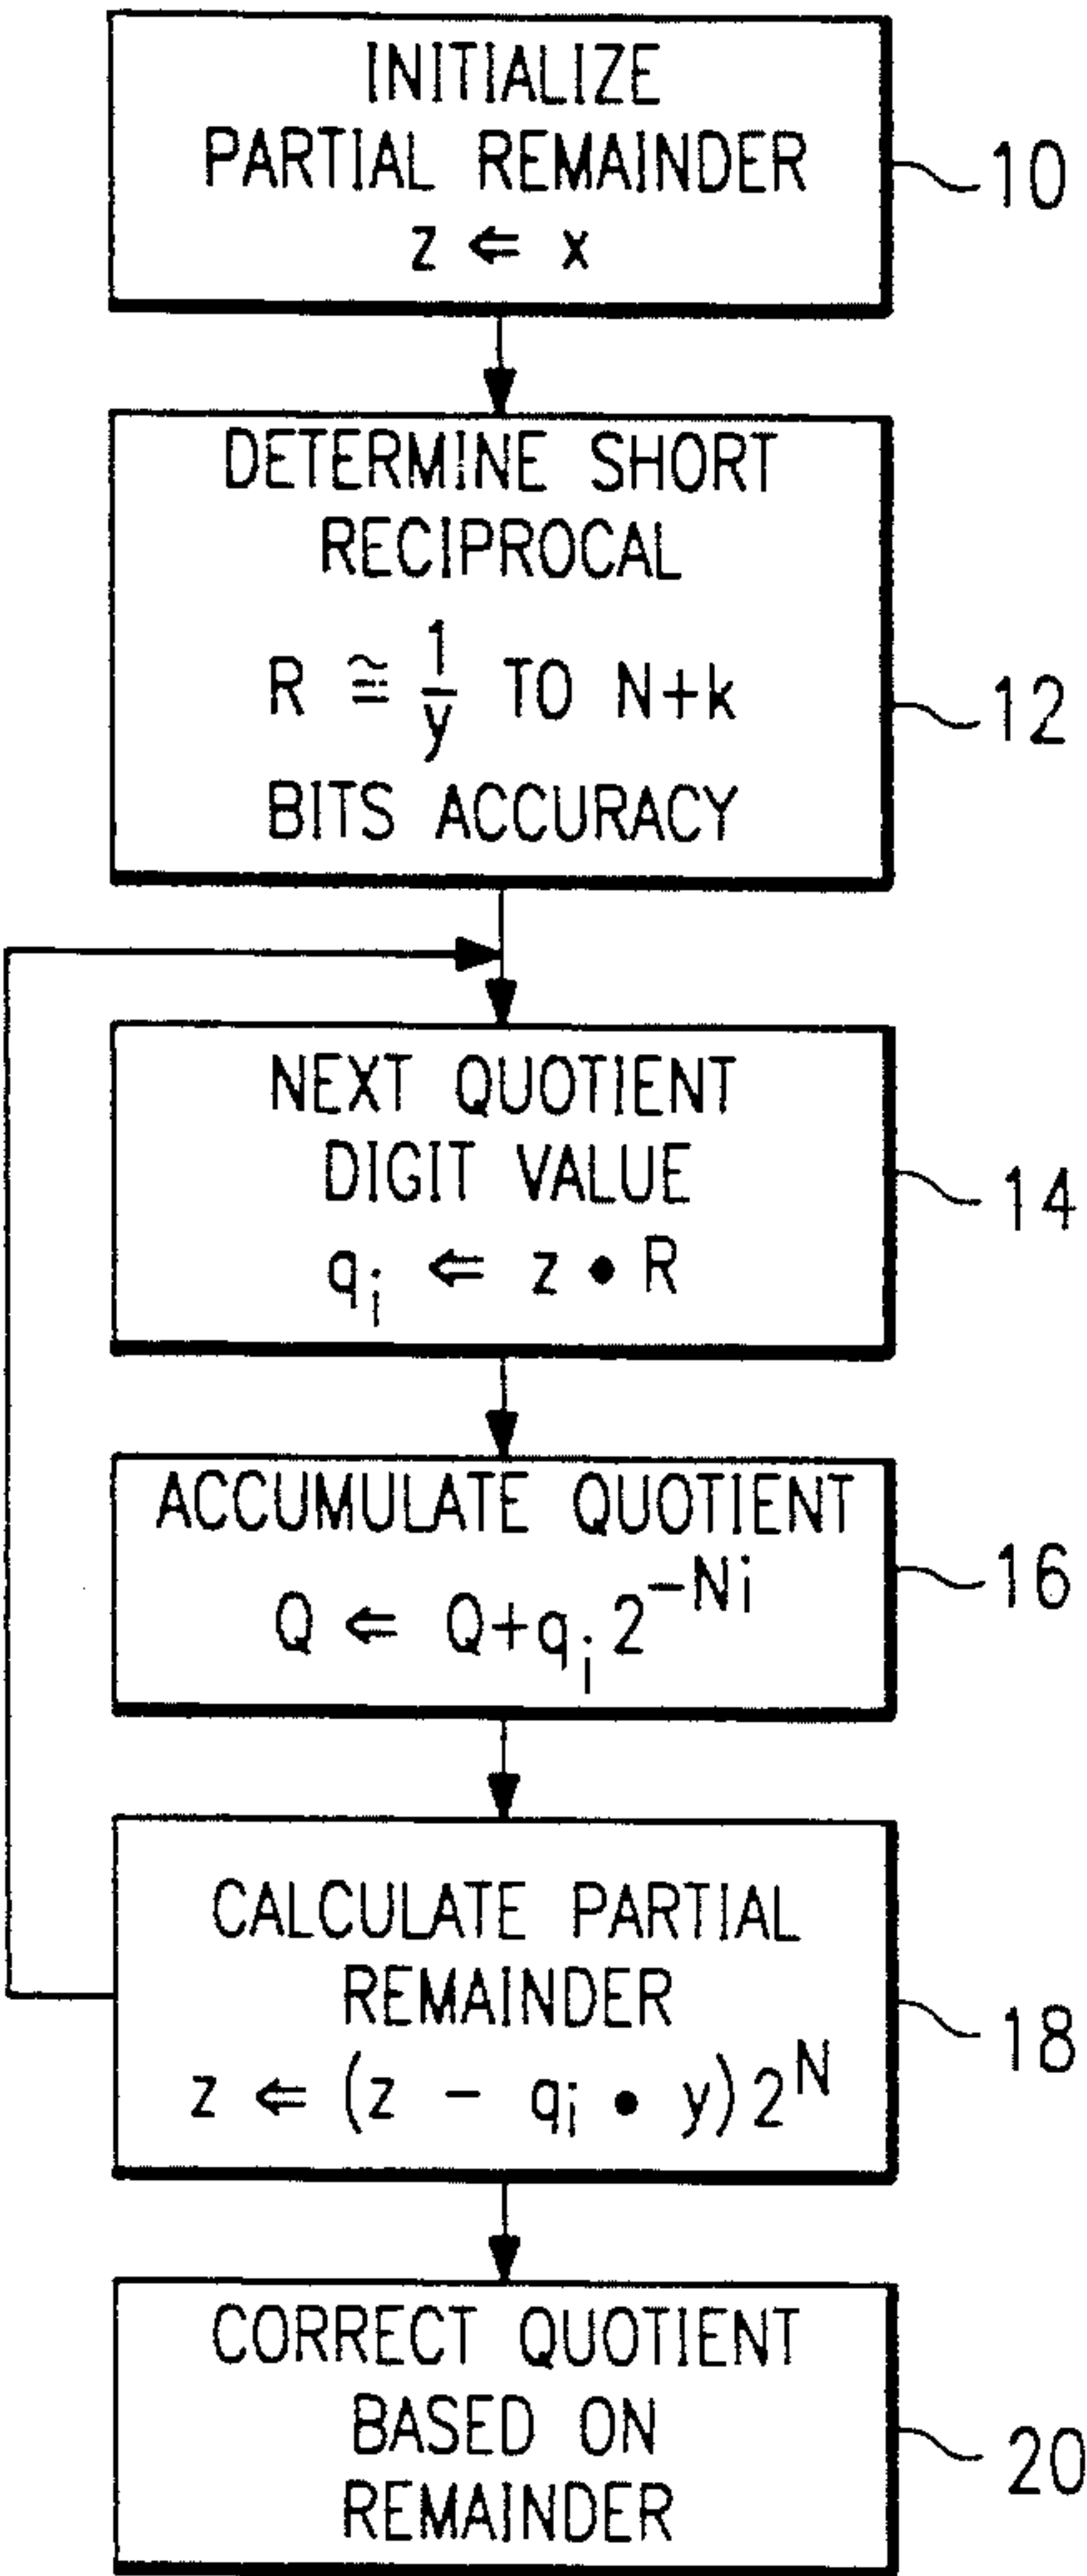 INITIALIZE
PARTIAL REMAINDER
z ⇐ x
10
DETERMINE SHORT
RECIPROCAL
R ≅ 1/y TO N+k
BITS ACCURACY
12
NEXT QUOTIENT
DIGIT VALUE
qᵢ ⇐ z • R
14
ACCUMULATE QUOTIENT
Q ⇐ Q+qᵢ 2^-Ni
16
CALCULATE PARTIAL
REMAINDER
z ⇐ (z - qᵢ • y)2^N
18
CORRECT QUOTIENT
BASED ON
REMAINDER
20